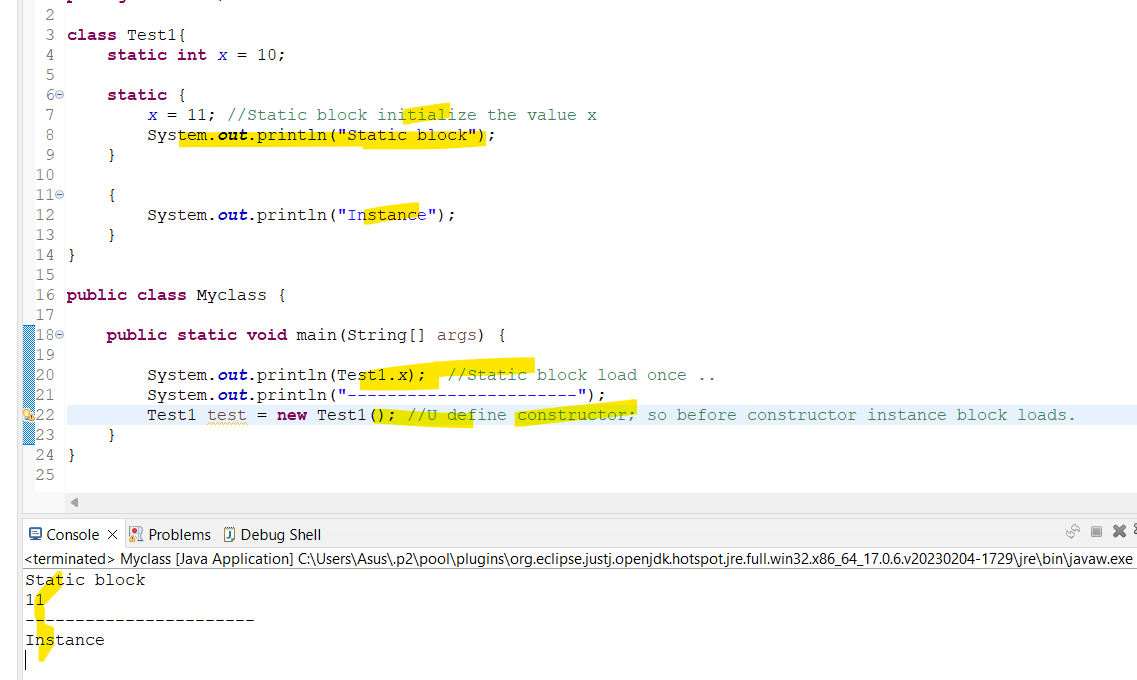 2
3 class Test1{
4 static int x = 10;
5
6 static {
7 x = 11; //Static block initialize the value x
8 System.out.println("Static block");
9 }
10
11 {
12 System.out.println("Instance");
13 }
14 }
15
16 public class Myclass {
17
18 public static void main(String[] args) {
19
20 System.out.println(Test1.x); //Static block load once ..
21 System.out.println("-----------------------");
22 Test1 test = new Test1(); //U define constructor; so before constructor instance block loads.
23 }
24 }
25
Console Problems Debug Shell
<terminated> Myclass [Java Application] C:\Users\Asus\.p2\pool\plugins\org.eclipse.justj.openjdk.hotspot.jre.full.win32.x86_64_17.0.6.v20230204-1729\jre\bin\javaw.exe
Static block
11
-----------------------
Instance